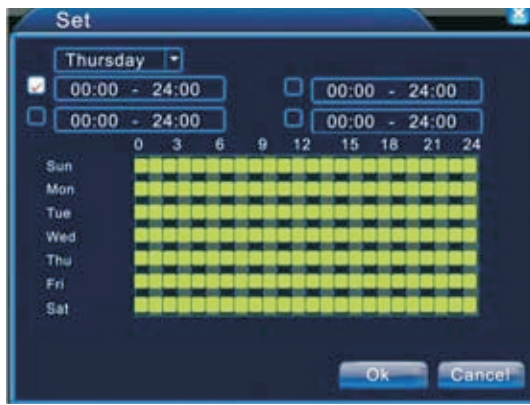 Set
Thursday
00:00 - 24:00 00:00 - 24:00
00:00 - 24:00 00:00 - 24:00
0 3 6 9 12 15 18 21 24
Sun
Mon
Tue
Wed
Thu
Fri
Sat
Ok Cancel